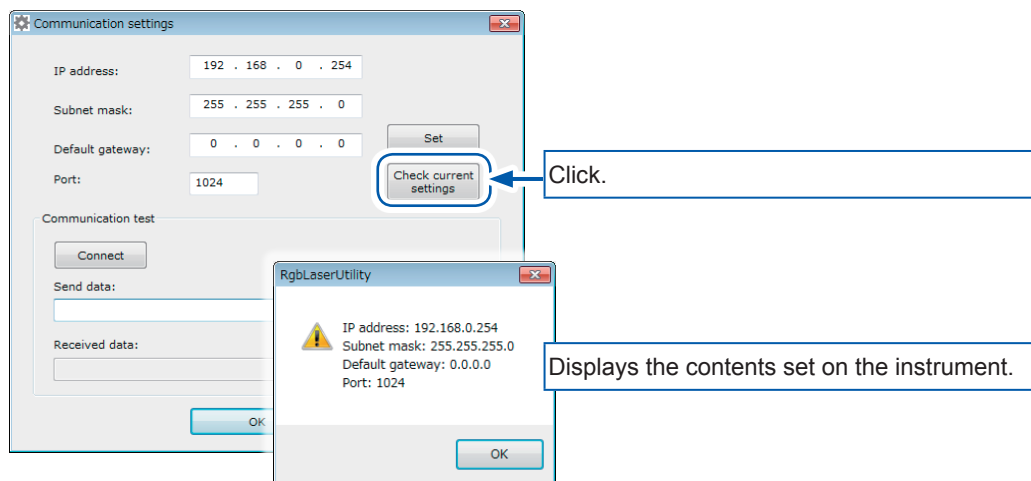 Communication settings
IP address: 192 . 168 . 0 . 254
Subnet mask: 255 . 255 . 255 . 0
Default gateway: 0 . 0 . 0 . 0
Set
Port: 1024
Check current
settings
Click.
Communication test
Connect
Send data:
Received data:
OK
RgbLaserUtility
IP address: 192.168.0.254
Subnet mask: 255.255.255.0
Default gateway: 0.0.0.0
Port: 1024
OK
Displays the contents set on the instrument.